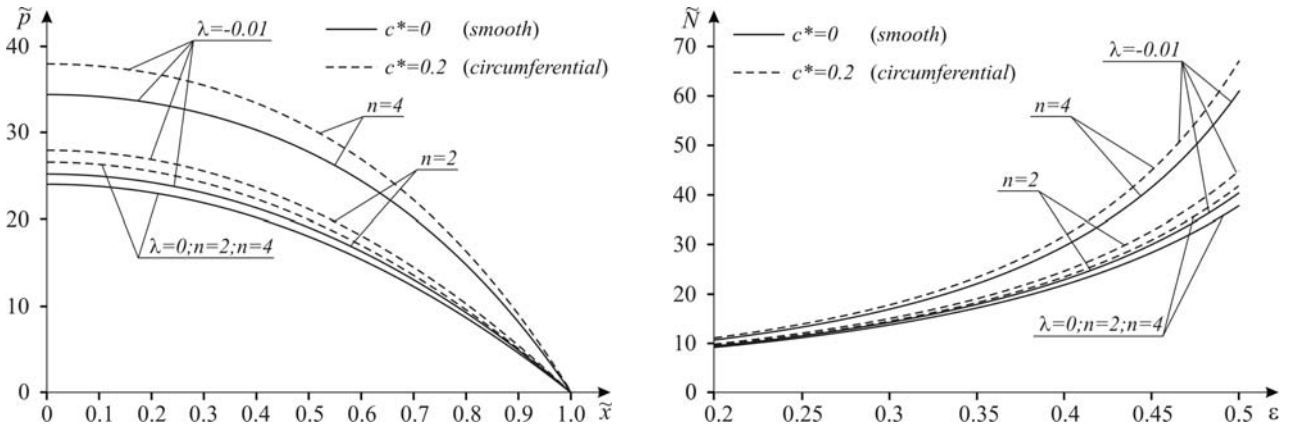 p̃
40
30
20
10
0
λ=-0.01
c*=0 (smooth)
c*=0.2 (circumferential)
n=4
n=2
λ=0;n=2;n=4
0 0.1 0.2 0.3 0.4 0.5 0.6 0.7 0.8 0.9 1.0 x̃
Ñ
70
60
50
40
30
20
10
0
c*=0 (smooth)
c*=0.2 (circumferential)
λ=-0.01
n=4
n=2
λ=0;n=2;n=4
0.2 0.25 0.3 0.35 0.4 0.45 0.5 ε